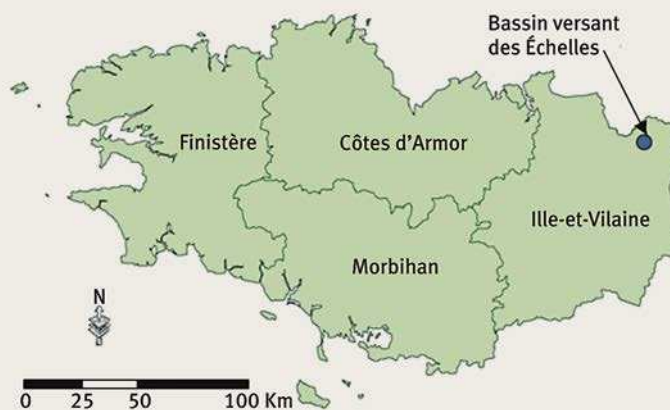 Bassin versant
des Échelles
Finistère
Côtes d'Armor
Ille-et-Vilaine
Morbihan
N
0 25 50 100 Km